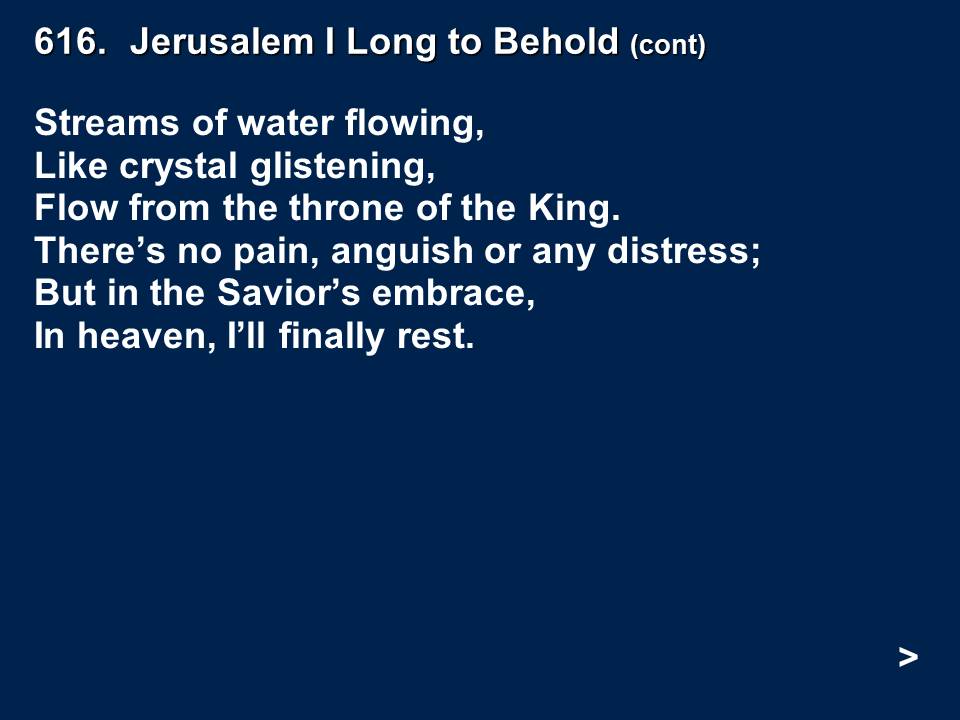 616. Jerusalem I Long to Behold (cont)
Streams of water flowing,
Like crystal glistening,
Flow from the throne of the King.
There’s no pain, anguish or any distress;
But in the Savior’s embrace,
In heaven, I’ll finally rest.
>